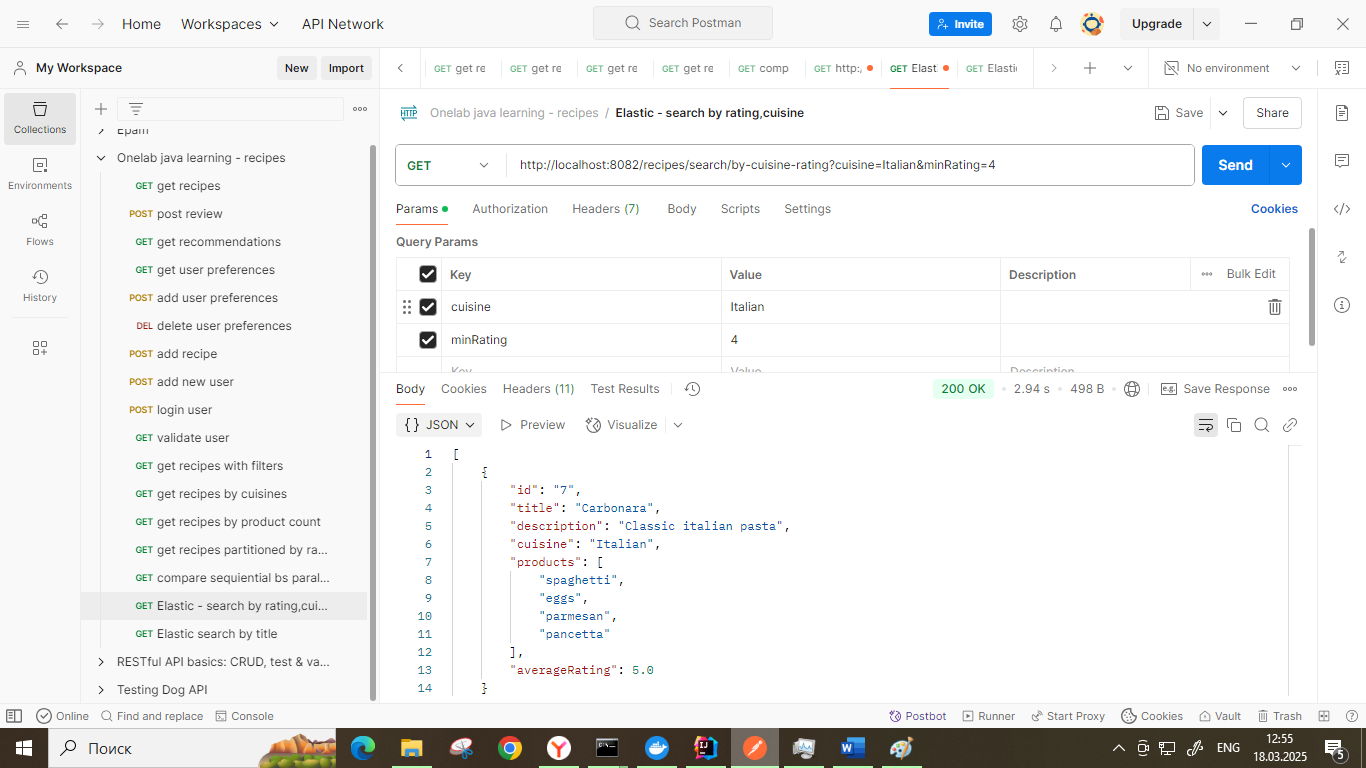 Home Workspaces API Network Search Postman Invite Upgrade
My Workspace New Import GET get re GET get re GET get re GET get re GET comp GET http:, GET Elast GET Elastic No environment
Collections
Environments
Flows
History
Epam
Onelab java learning - recipes
GET get recipes
POST post review
GET get recommendations
GET get user preferences
POST add user preferences
DEL delete user preferences
POST add recipe
POST add new user
POST login user
GET validate user
GET get recipes with filters
GET get recipes by cuisines
GET get recipes by product count
GET get recipes partitioned by ra...
GET compare sequiential bs paral...
GET Elastic - search by rating,cui...
GET Elastic search by title
RESTful API basics: CRUD, test & va...
Testing Dog API
HTTP Onelab java learning - recipes / Elastic - search by rating,cuisine Save Share
GET http://localhost:8082/recipes/search/by-cuisine-rating?cuisine=Italian&minRating=4 Send
Params Authorization Headers (7) Body Scripts Settings Cookies
Query Params
Key Value Description Bulk Edit
cuisine Italian
minRating 4
Key Value Description
Body Cookies Headers (11) Test Results 200 OK 2.94 s 498 B e.g. Save Response
{} JSON Preview Visualize
1 [
2 {
3 "id": "7",
4 "title": "Carbonara",
5 "description": "Classic italian pasta",
6 "cuisine": "Italian",
7 "products": [
8 "spaghetti",
9 "eggs",
10 "parmesan",
11 "pancetta"
12 ],
13 "averageRating": 5.0
14 }
Online Find and replace Console Postbot Runner Start Proxy Cookies Vault Trash
Поиск ENG 12:55
18.03.2025 5